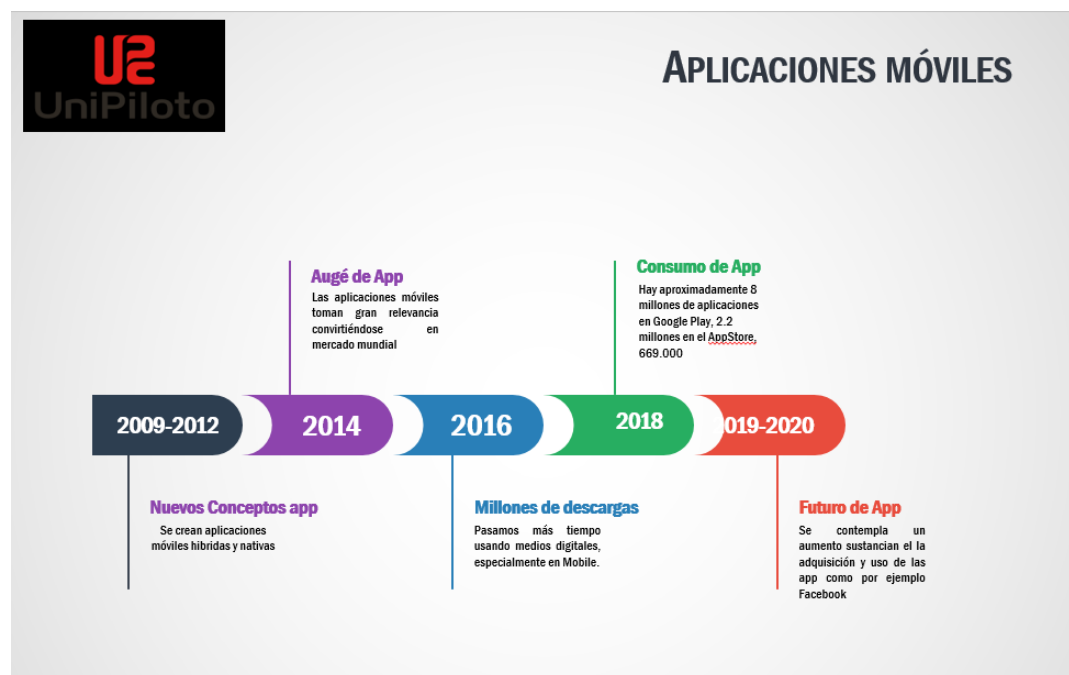 UPC
UniPiloto
APLICACIONES MÓVILES
Augé de App
Las aplicaciones móviles
toman gran relevancia
convirtiéndose en
mercado mundial
Consumo de App
Hay aproximadamente 8
millones de aplicaciones
en Google Play, 2.2
millones en el AppStore,
669.000
2009-2012
2014
2016
2018
019-2020
Nuevos Conceptos app
Se crean aplicaciones
móviles hibridas y nativas
Millones de descargas
Pasamos más tiempo
usando medios digitales,
especialmente en Mobile.
Futuro de App
Se contempla un
aumento sustancian el la
adquisición y uso de las
app como por ejemplo
Facebook